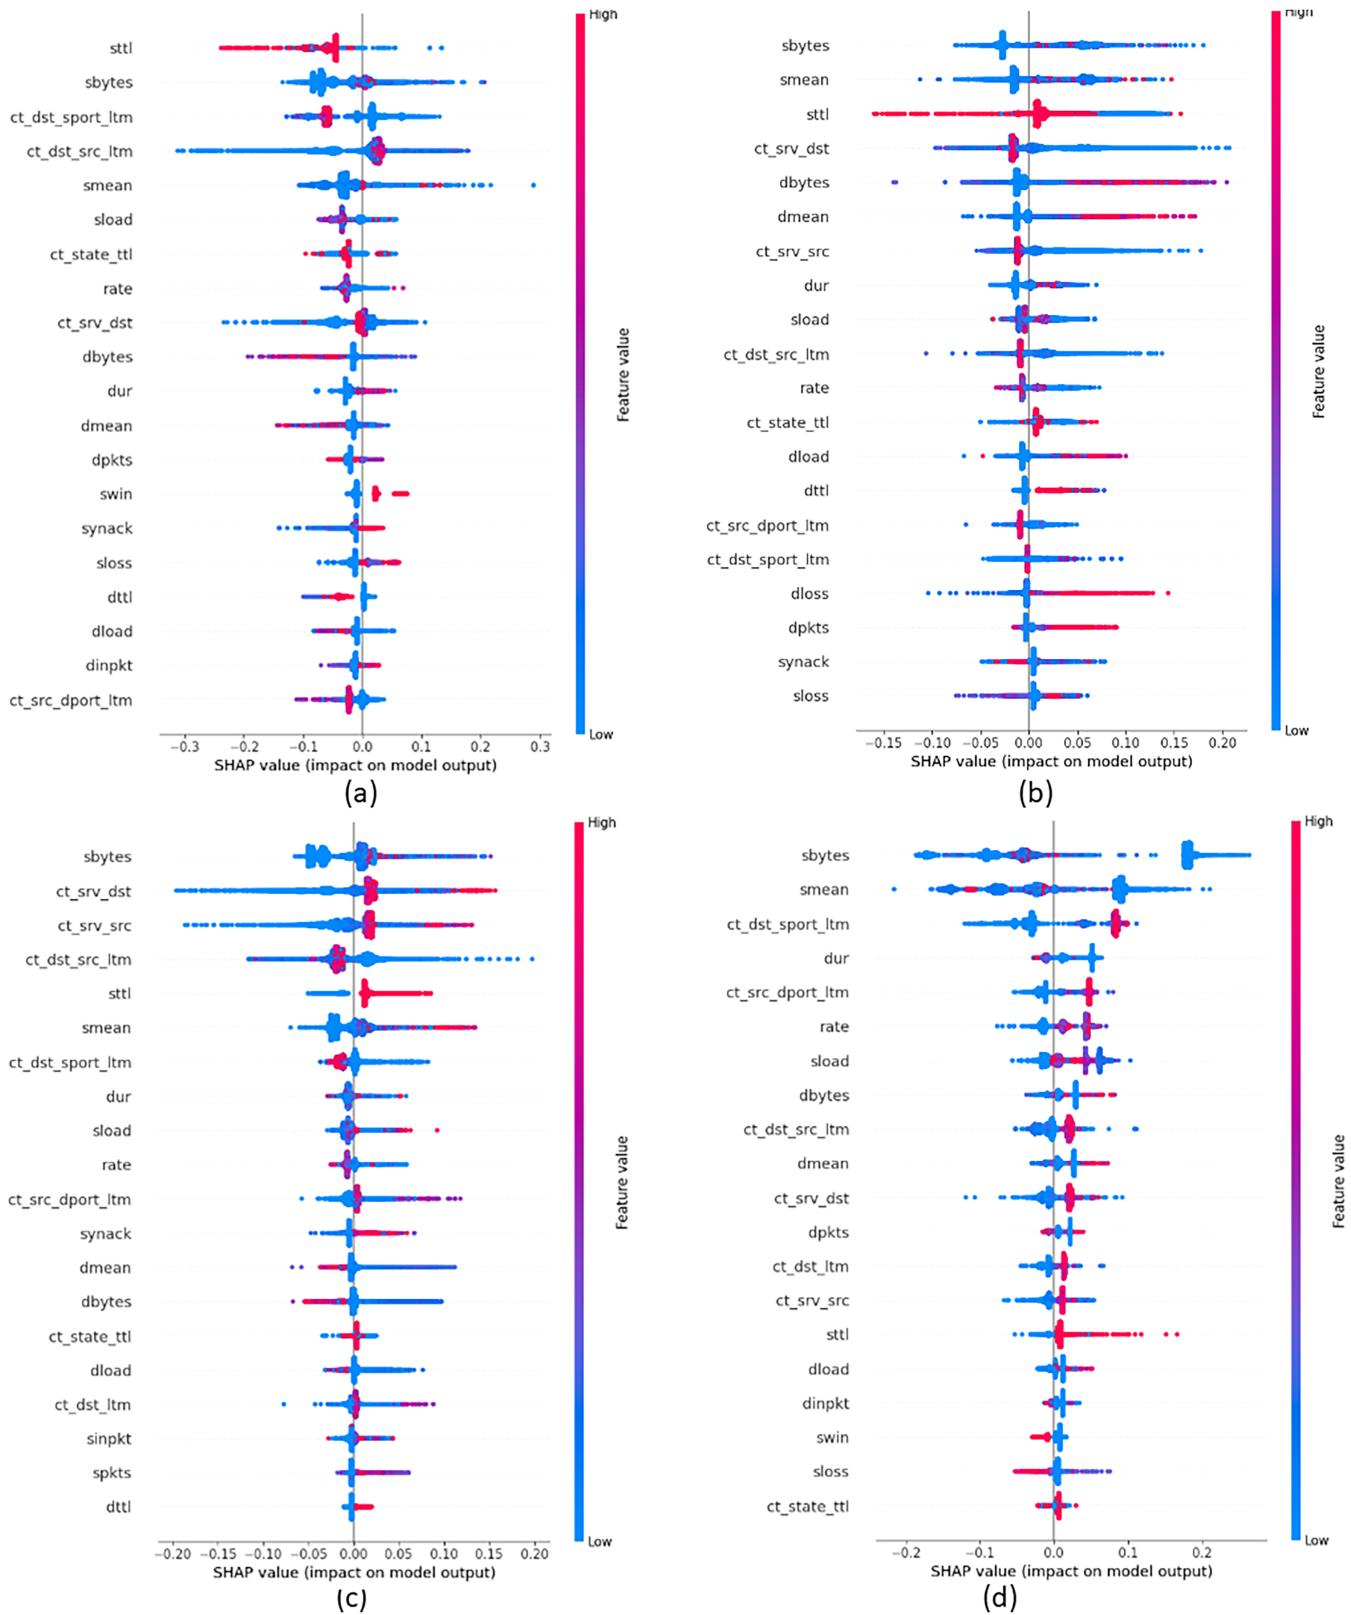 High
sttl
sbytes
ct_dst_sport_ltm
ct_dst_src_ltm
smean
sload
ct_state_ttl
rate
ct_srv_dst
dbytes
dur
dmean
dpkts
swin
synack
sloss
dttl
dload
dinpkt
ct_src_dport_ltm
Feature value
Low
−0.3 −0.2 −0.1 0.0 0.1 0.2 0.3
SHAP value (impact on model output)
(a)
High
sbytes
smean
sttl
ct_srv_dst
dbytes
dmean
ct_srv_src
dur
sload
ct_dst_src_ltm
rate
ct_state_ttl
dload
dttl
ct_src_dport_ltm
ct_dst_sport_ltm
dloss
dpkts
synack
sloss
Feature value
Low
−0.15 −0.10 −0.05 0.00 0.05 0.10 0.15 0.20
SHAP value (impact on model output)
(b)
High
sbytes
ct_srv_dst
ct_srv_src
ct_dst_src_ltm
sttl
smean
ct_dst_sport_ltm
dur
sload
rate
ct_src_dport_ltm
synack
dmean
dbytes
ct_state_ttl
dload
ct_dst_ltm
sinpkt
spkts
dttl
Feature value
Low
−0.20 −0.15 −0.10 −0.05 0.00 0.05 0.10 0.15 0.20
SHAP value (impact on model output)
(c)
High
sbytes
smean
ct_dst_sport_ltm
dur
ct_src_dport_ltm
rate
sload
dbytes
ct_dst_src_ltm
dmean
ct_srv_dst
dpkts
ct_dst_ltm
ct_srv_src
sttl
dload
dinpkt
swin
sloss
ct_state_ttl
Feature value
Low
−0.2 −0.1 0.0 0.1 0.2
SHAP value (impact on model output)
(d)